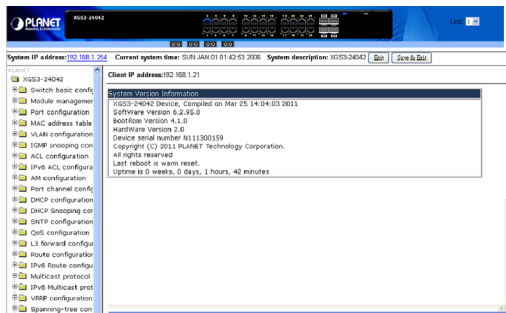 PLANET
Networking & Communication
XGS3-24042
Unit 1
System IP address:192.168.1.254 Current system time: SUN JAN 01 01:42:53 2006 System description: XGS3-24042 Exit Save & Exit
PLANET
XGS3-24042
Switch basic config
Module managemen
Port configuration
MAC address table
VLAN configuration
IGMP snooping con
ACL configuration
IPv6 ACL configura
AM configuration
Port channel config
DHCP configuration
DHCP Snooping con
SNTP configuration
QoS configuration
L3 forward configur
Route configuration
IPv6 Route configu
Multicast protocol
IPv6 Multicast prot
VRRP configuration
Spanning-tree con
Client IP address:192.168.1.21
System Version Information
XGS3-24042 Device, Compiled on Mar 25 14:04:03 2011
SoftWare Version 6.2.95.0
BootRom Version 4.1.0
HardWare Version 2.0
Device serial number N111300159
Copyright (C) 2011 PLANET Technology Corporation.
All rights reserved
Last reboot is warm reset.
Uptime is 0 weeks, 0 days, 1 hours, 42 minutes